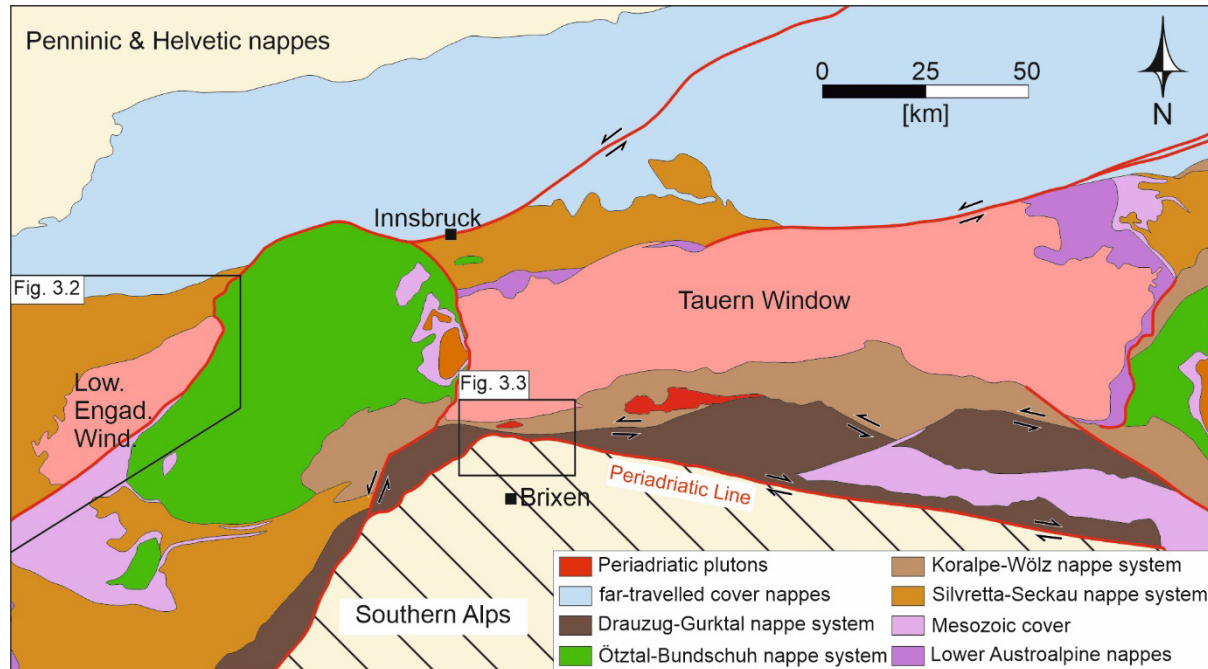 Penninic & Helvetic nappes
0 25 50
[km]
N
Innsbruck
Fig. 3.2
Tauern Window
Low.
Engad.
Wind.
Fig. 3.3
Periadriatic Line
Brixen
Southern Alps
Periadriatic plutons
far-travelled cover nappes
Drauzug-Gurktal nappe system
Ötztal-Bundschuh nappe system
Koralpe-Wölz nappe system
Silvretta-Seckau nappe system
Mesozoic cover
Lower Austroalpine nappes